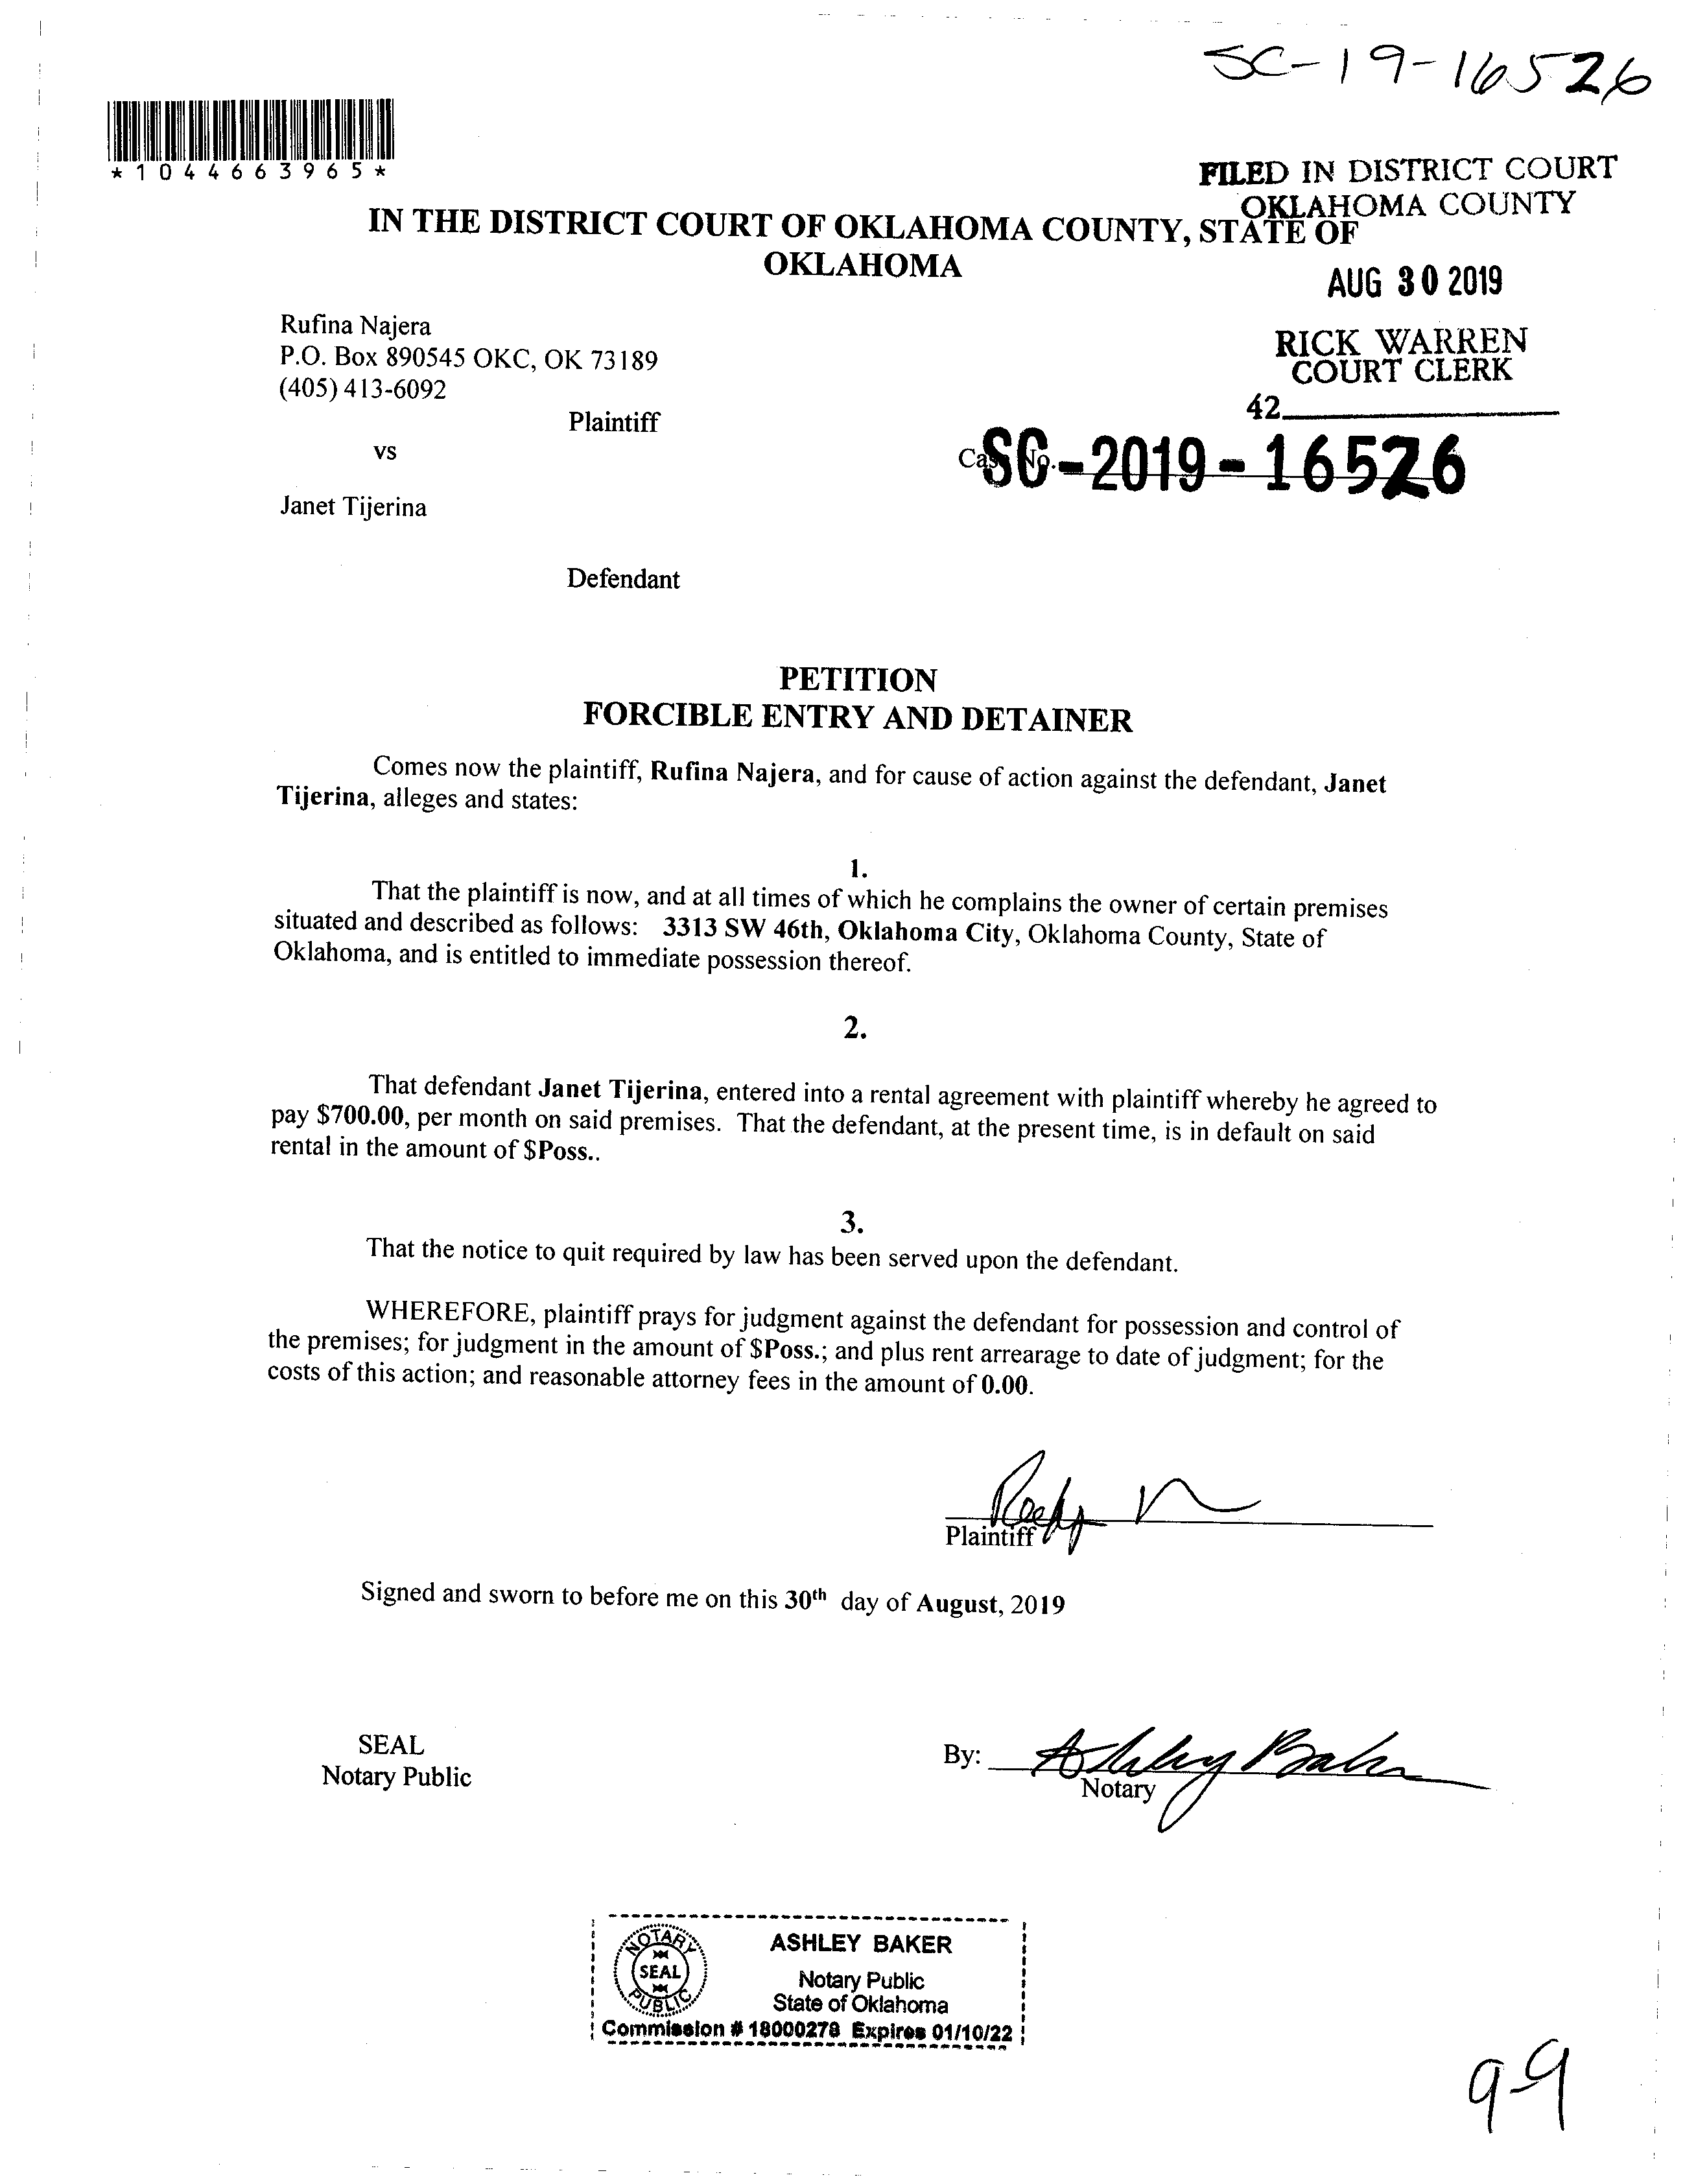 SC-19-16526
*1044663965*
FILED IN DISTRICT COURT
OKLAHOMA COUNTY
IN THE DISTRICT COURT OF OKLAHOMA COUNTY, STATE OF
OKLAHOMA
AUG 30 2019
Rufina Najera
P.O. Box 890545 OKC, OK 73189
(405) 413-6092
RICK WARREN
COURT CLERK
42
Plaintiff
vs
Case No.
SC-2019-16526
Janet Tijerina
Defendant
PETITION
FORCIBLE ENTRY AND DETAINER
Comes now the plaintiff, Rufina Najera, and for cause of action against the defendant, Janet
Tijerina, alleges and states:
1.
That the plaintiff is now, and at all times of which he complains the owner of certain premises
situated and described as follows: 3313 SW 46th, Oklahoma City, Oklahoma County, State of
Oklahoma, and is entitled to immediate possession thereof.
2.
That defendant Janet Tijerina, entered into a rental agreement with plaintiff whereby he agreed to
pay $700.00, per month on said premises. That the defendant, at the present time, is in default on said
rental in the amount of $Poss..
3.
That the notice to quit required by law has been served upon the defendant.
WHEREFORE, plaintiff prays for judgment against the defendant for possession and control of
the premises; for judgment in the amount of $Poss.; and plus rent arrearage to date of judgment; for the
costs of this action; and reasonable attorney fees in the amount of 0.00.
Plaintiff
Signed and sworn to before me on this 30th day of August, 2019
SEAL
Notary Public
By: Ashley Baker
Notary
NOTARY
SEAL
PUBLIC
ASHLEY BAKER
Notary Public
State of Oklahoma
Commission # 18000278 Expires 01/10/22
9-9